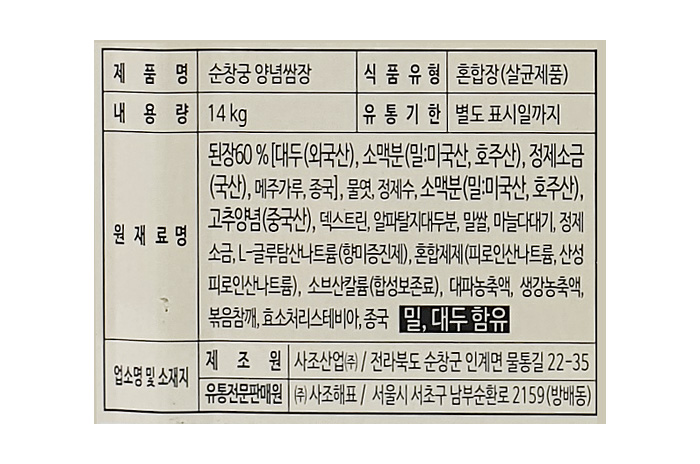 제 품 명 순창궁 양념쌈장 식 품 유 형 혼합장(살균제품)
내 용 량 14kg 유 통 기 한 별도 표시일까지
원 재 료 명
된장60%[대두(외국산), 소맥분(밀:미국산, 호주산), 정제소금
(국산), 메주가루, 종국], 물엿, 정제수, 소맥분(밀:미국산, 호주산),
고추양념(중국산), 덱스트린, 알파탈지대두분, 밀쌀, 마늘다대기, 정제
소금, L-글루탐산나트륨(향미증진제), 혼합제제(피로인산나트륨, 산성
피로인산나트륨), 소브산칼륨(합성보존료), 대파농축액, 생강농축액,
볶음참깨, 효소처리스테비아, 종국 밀, 대두 함유
업소명 및 소재지
제 조 원 사조산업㈜ / 전라북도 순창군 인계면 물통길 22-35
유통전문판매원 ㈜사조해표 / 서울시 서초구 남부순환로 2159(방배동)